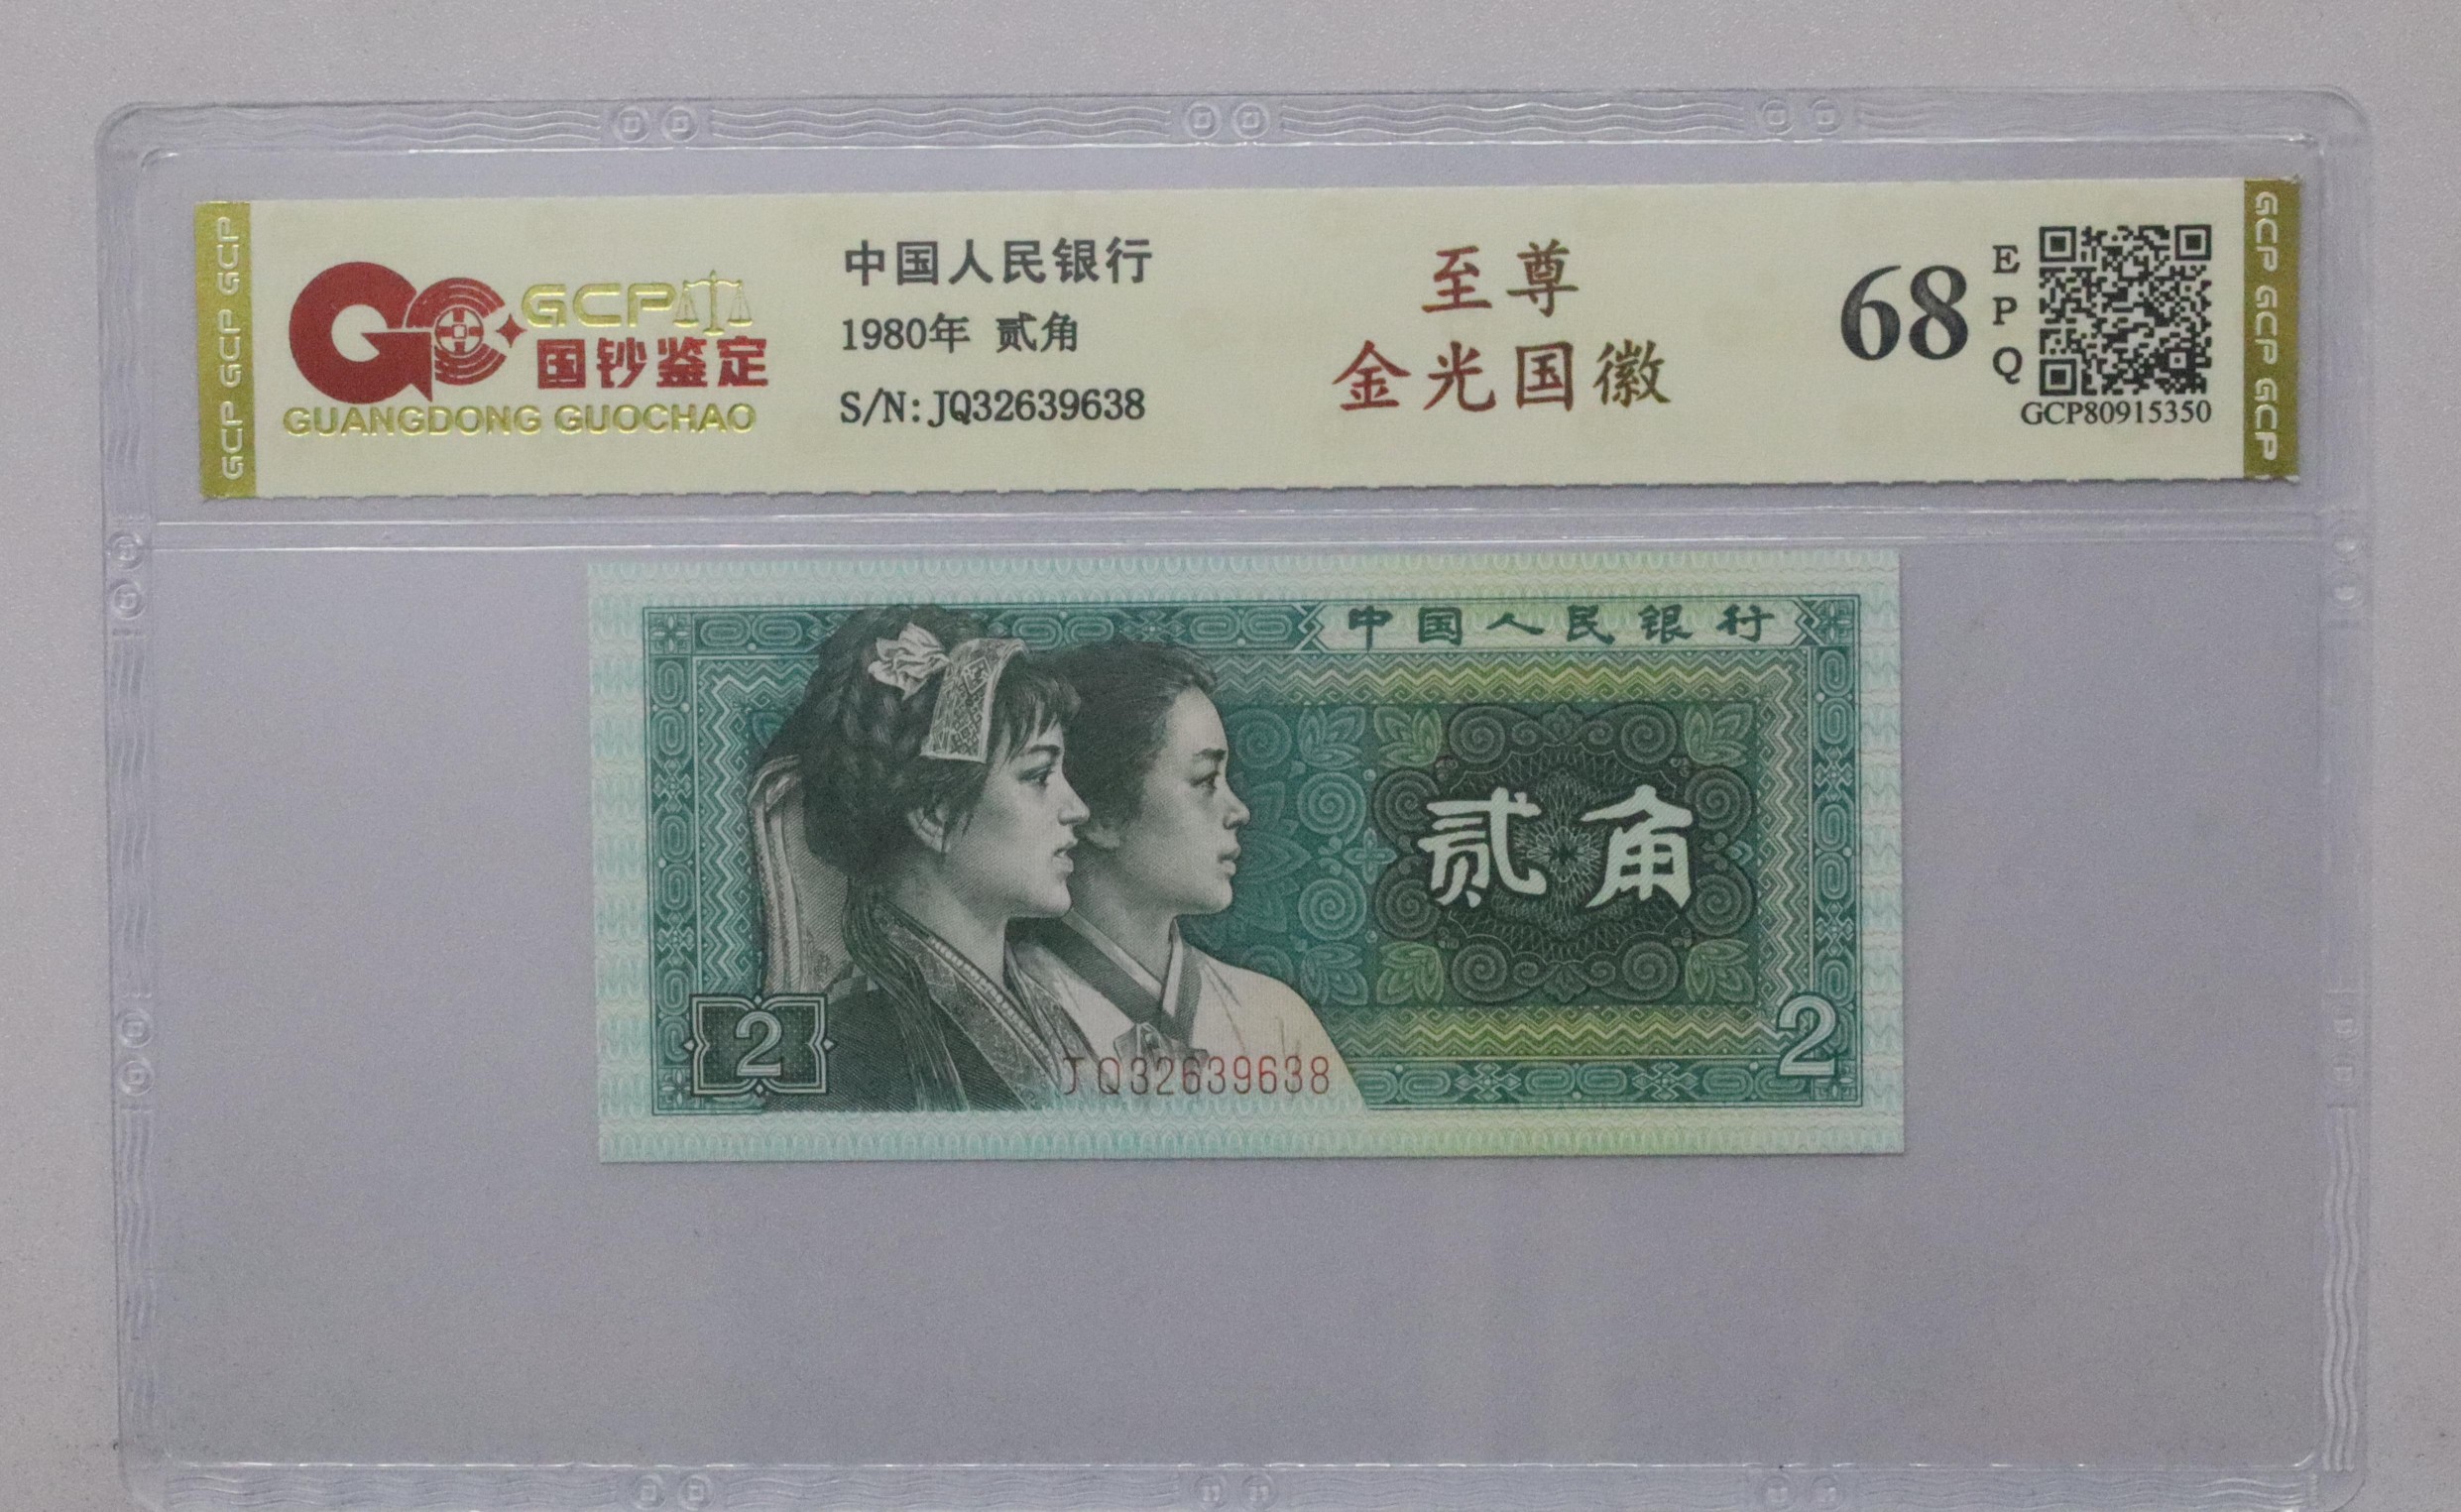 GCP GCP GCP
GCP
国钞鉴定
GUANGDONG GUOCHAO
中国人民银行
1980年 贰角
S/N: JQ32639638
至尊
金光国徽
68
E
P
Q
GCP80915350
GCP GCP GCP
中国人民银行
贰角
2
JQ32639638
2